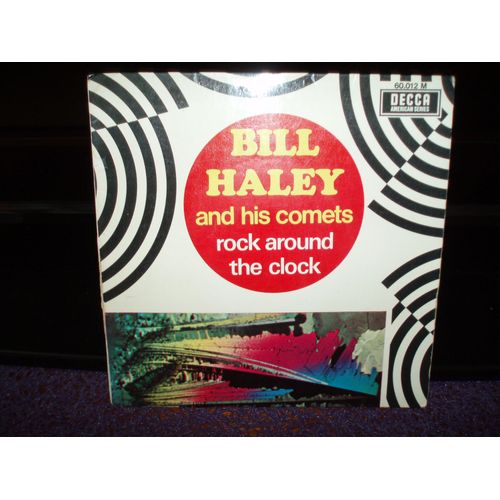 60.012 M
DECCA
AMERICAN SERIES
BILL
HALEY
and his comets
rock around
the clock